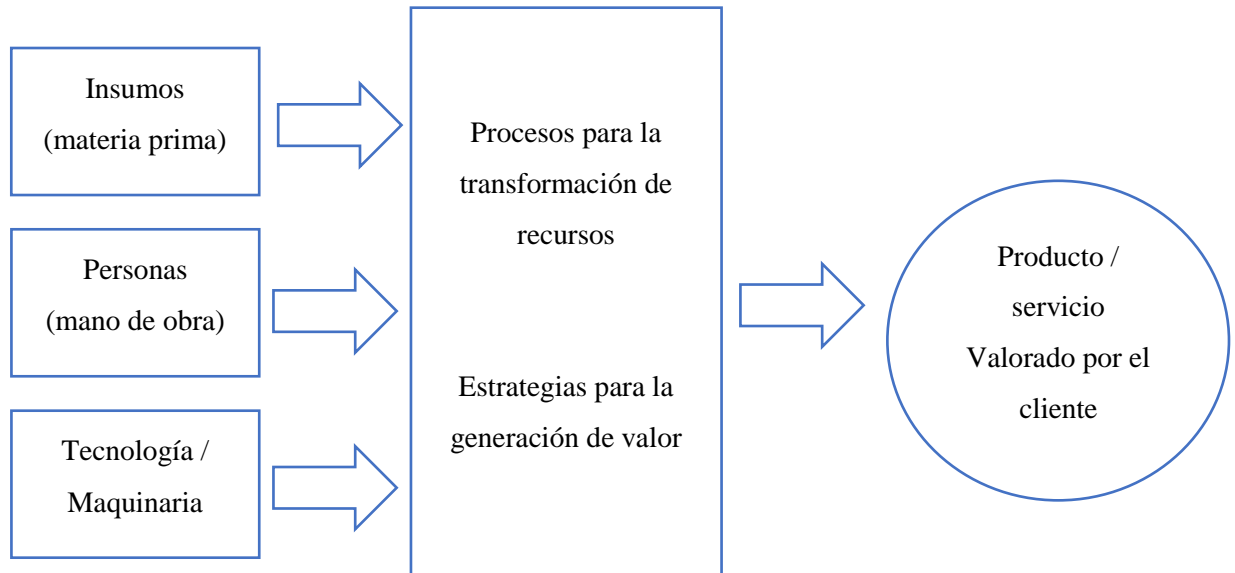 Insumos
(materia prima)
Personas
(mano de obra)
Tecnología /
Maquinaria
Procesos para la
transformación de
recursos
Estrategias para la
generación de valor
Producto /
servicio
Valorado por el
cliente